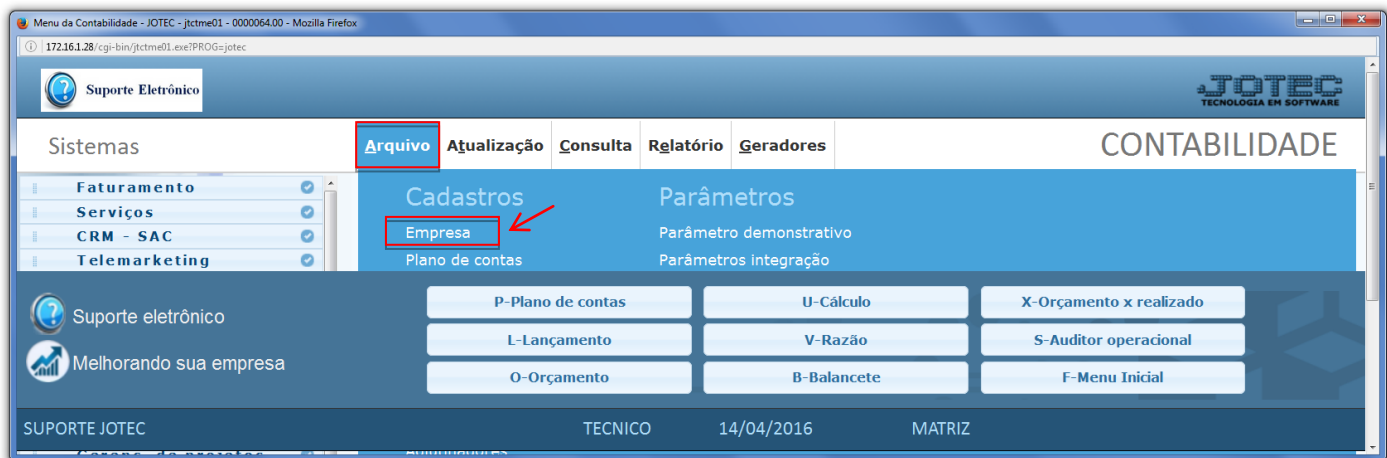 Menu da Contabilidade - JOTEC - jtctme01 - 0000064.00 - Mozilla Firefox
172.16.1.28/cgi-bin/jtctme01.exe?PROG=jotec
Suporte Eletrônico
JOTEC
TECNOLOGIA EM SOFTWARE
Sistemas
Arquivo Atualização Consulta Relatório Geradores
CONTABILIDADE
Faturamento
Serviços
CRM - SAC
Telemarketing
Cadastros Parâmetros
Empresa Parâmetro demonstrativo
Plano de contas Parâmetros integração
Suporte eletrônico
Melhorando sua empresa
P-Plano de contas U-Cálculo X-Orçamento x realizado
L-Lançamento V-Razão S-Auditor operacional
O-Orçamento B-Balancete F-Menu Inicial
SUPORTE JOTEC TECNICO 14/04/2016 MATRIZ